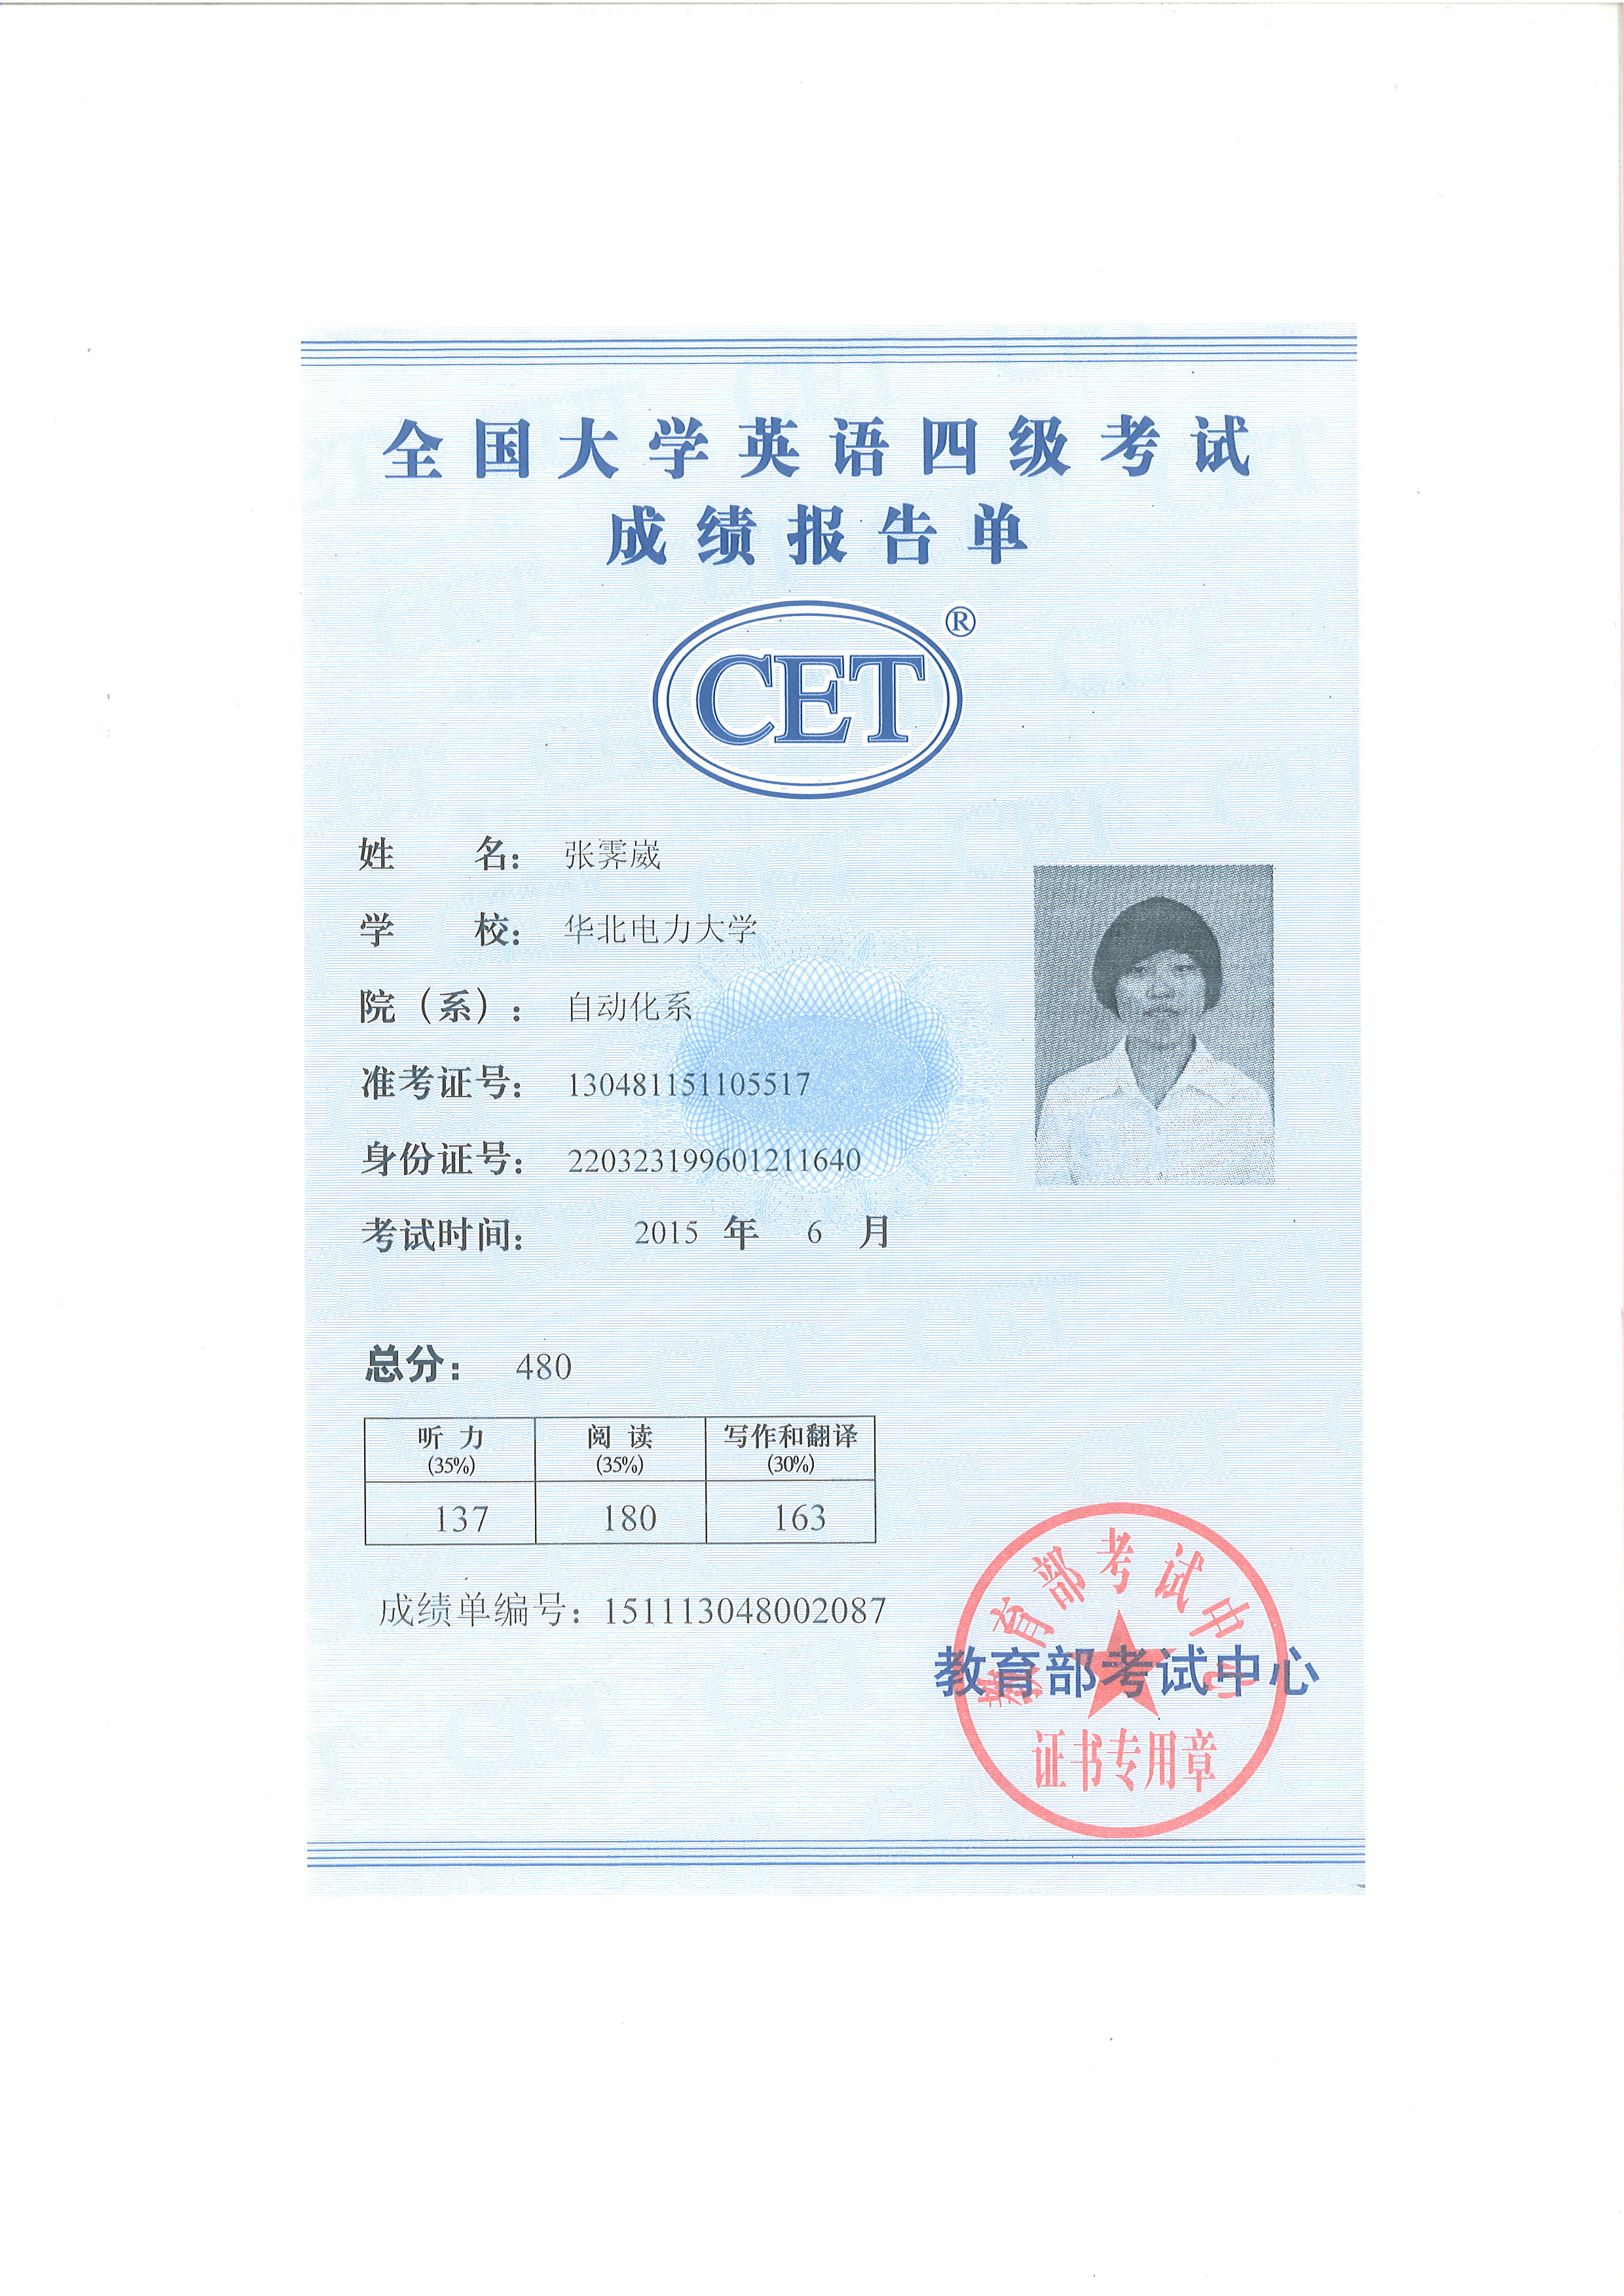 全国大学英语四级考试
成绩报告单
CET®
姓 名： 张霁崴
学 校： 华北电力大学
院（系）： 自动化系
准考证号： 130481151105517
身份证号： 220323199601211640
考试时间： 2015 年 6 月
总分： 480
听 力 阅 读 写作和翻译
(35%) (35%) (30%)
137 180 163
成绩单编号：151113048002087
教育部考试中心
教育部考试中心
证书专用章